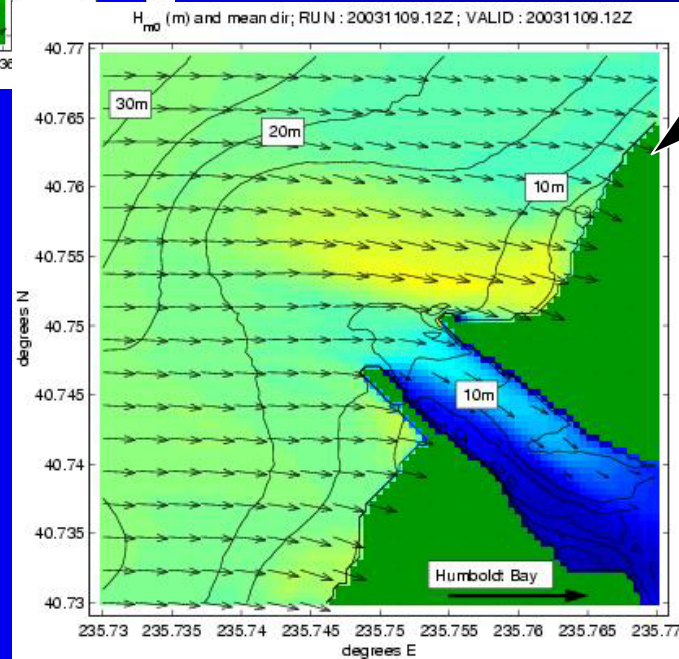 H_m0 (m) and mean dir; RUN : 20031109.12Z ; VALID : 20031109.12Z
40.77
40.765
40.76
40.755
40.75
40.745
40.74
40.735
40.73
degrees N
30m
20m
10m
10m
Humboldt Bay
235.73 235.735 235.74 235.745 235.75 235.755 235.76 235.765 235.77
degrees E